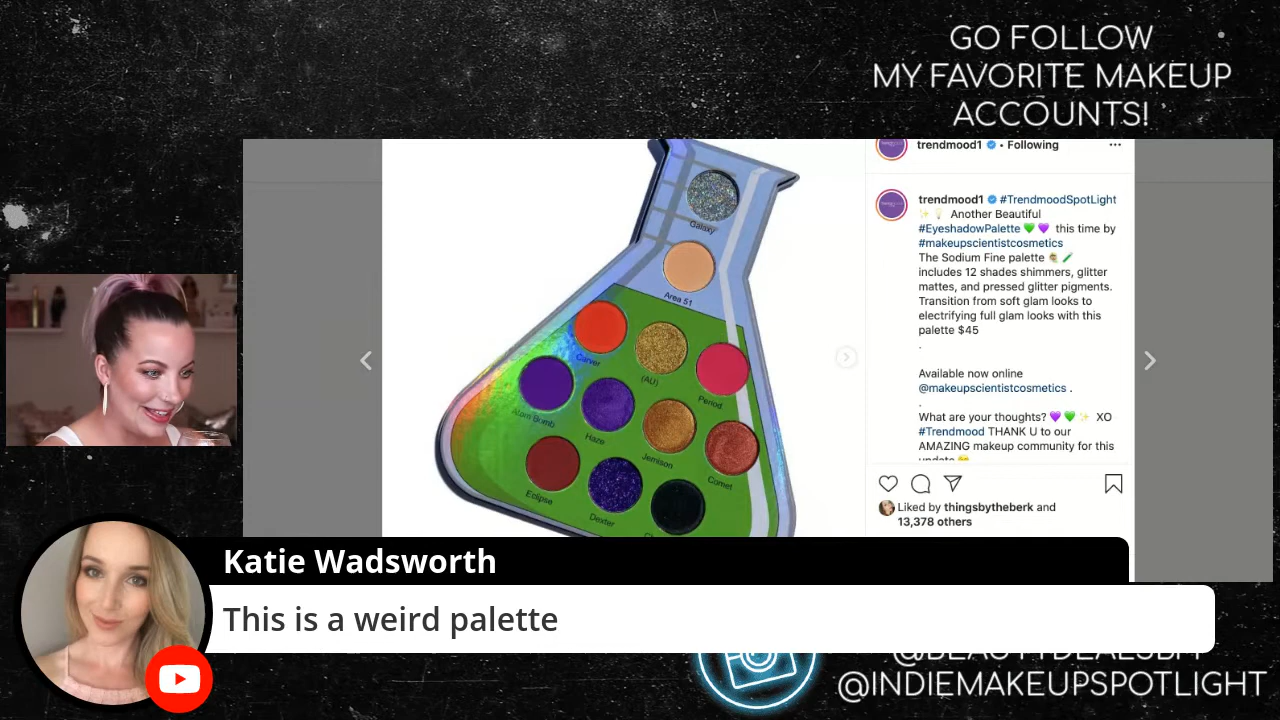 GO FOLLOW
MY FAVORITE MAKEUP
ACCOUNTS!
trendmood1 • Following
trendmood1 #TrendmoodSpotLight
✨ 💡 Another Beautiful
#EyeshadowPalette 💚 💜 this time by
#makeupscientistcosmetics
The Sodium Fine palette
includes 12 shades shimmers, glitter
mattes, and pressed glitter pigments.
Transition from soft glam looks to
electrifying full glam looks with this
palette $45
.
Available now online
@makeupscientistcosmetics .
.
What are your thoughts? 💜 💚 ✨ XO
#Trendmood THANK U to our
AMAZING makeup community for this
update
Liked by thingsbytheberk and
13,378 others
Galaxy
Area 51
Carver
(AU)
Period
Atom Bomb
Haze
Jemison
Comet
Eclipse
Dexter
Katie Wadsworth
This is a weird palette
@INDIEMAKEUPSPOTLIGHT